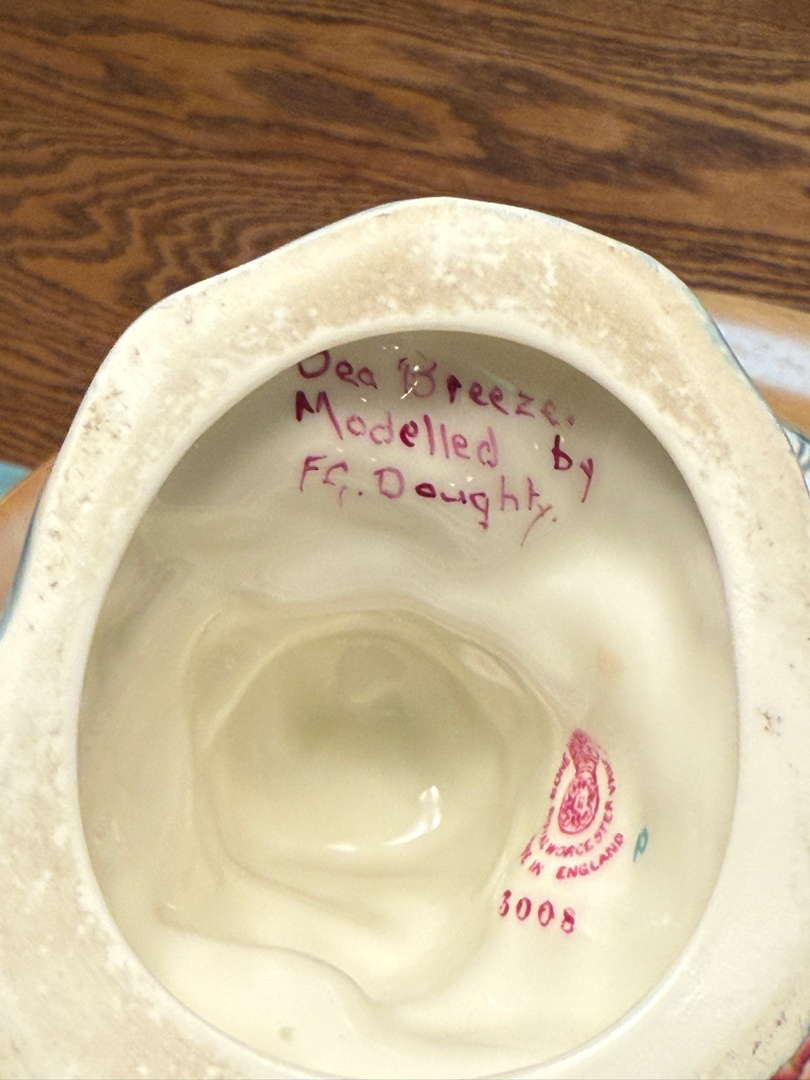 Sea Breeze.
Modelled by
F.G. Doughty.
BONE
WORCESTER
IN ENGLAND
3008